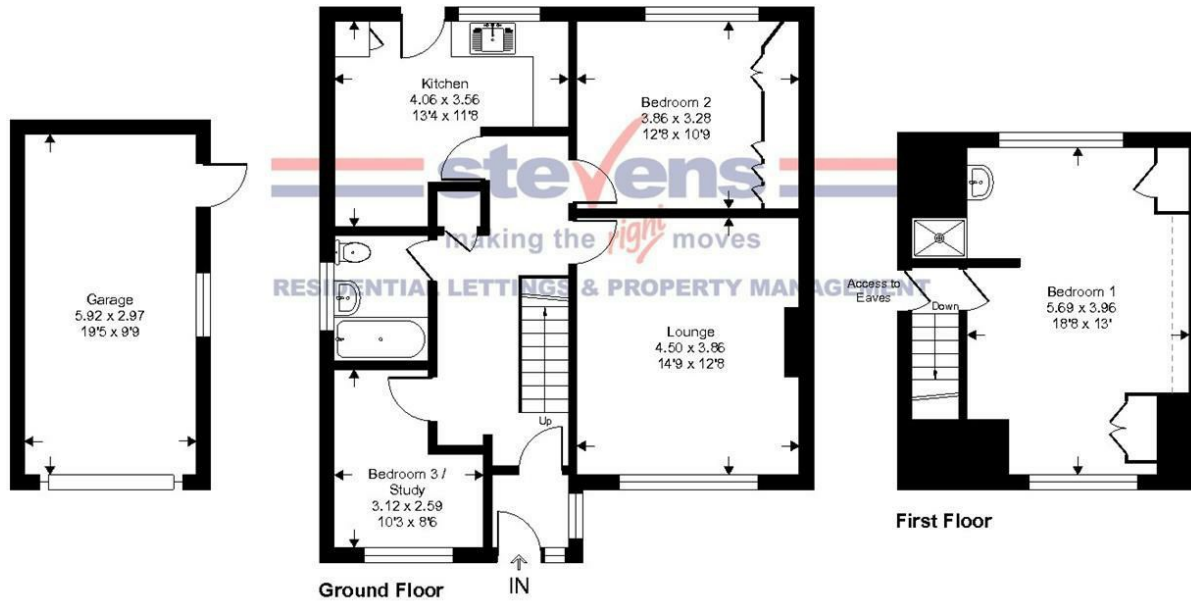 Kitchen
4.06 x 3.56
13'4 x 11'8
Bedroom 2
3.86 x 3.28
12'8 x 10'9
stevens
making the right moves
RESIDENTIAL LETTINGS & PROPERTY MANAGEMENT
Garage
5.92 x 2.97
19'5 x 9'9
Lounge
4.50 x 3.86
14'9 x 12'8
Up
Bedroom 3 /
Study
3.12 x 2.59
10'3 x 8'6
IN
Ground Floor
Access to
Eaves
Down
Bedroom 1
5.69 x 3.96
18'8 x 13'
First Floor